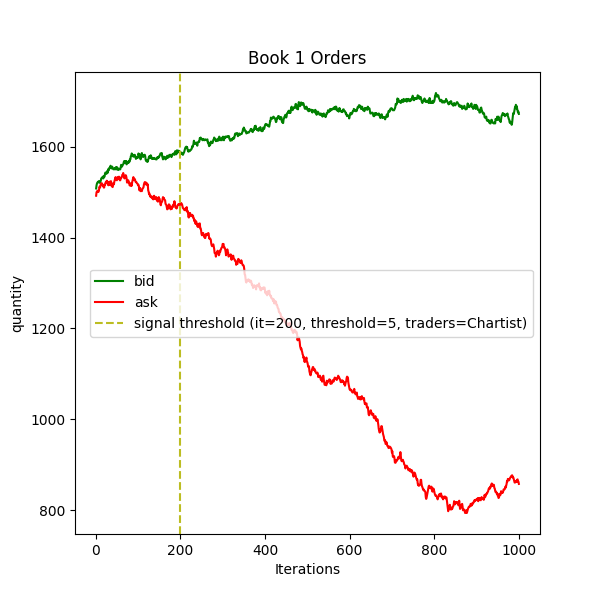 Book 1 Orders
1600
1400
1200
1000
800
quantity
bid
ask
signal threshold (it=200, threshold=5, traders=Chartist)
0 200 400 600 800 1000
Iterations